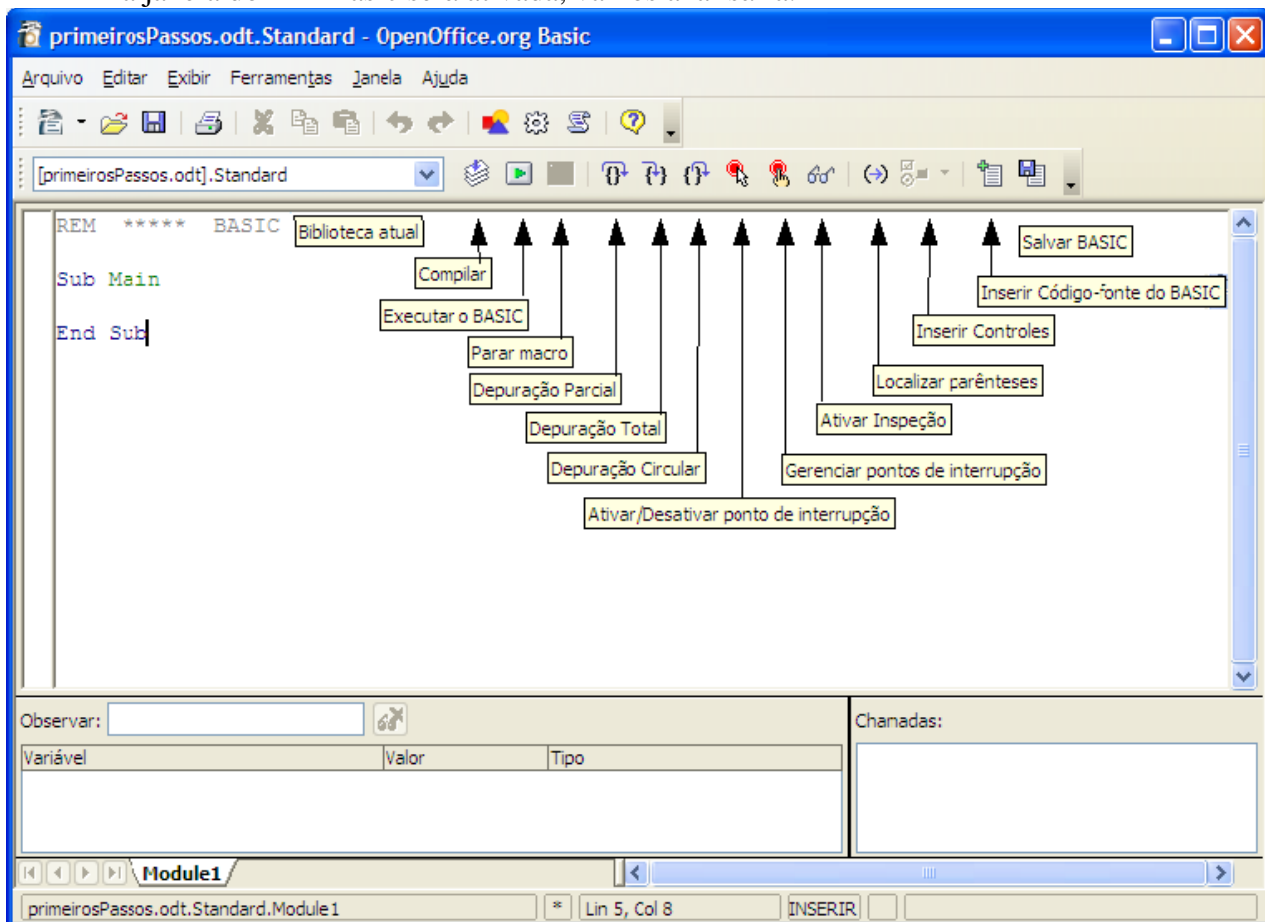 primeirosPassos.odt.Standard - OpenOffice.org Basic
Arquivo Editar Exibir Ferramentas Janela Ajuda
[primeirosPassos.odt].Standard
REM ***** BASIC
Biblioteca atual
Salvar BASIC
Sub Main
Compilar
Inserir Código-fonte do BASIC
End Sub
Executar o BASIC
Inserir Controles
Parar macro
Localizar parênteses
Depuração Parcial
Ativar Inspeção
Depuração Total
Depuração Circular
Gerenciar pontos de interrupção
Ativar/Desativar ponto de interrupção
Observar:
Chanadas:
Variável Valor Tipo
Module1
primeirosPassos.odt.Standard.Module1 * Lin 5, Col 8 INSERIR